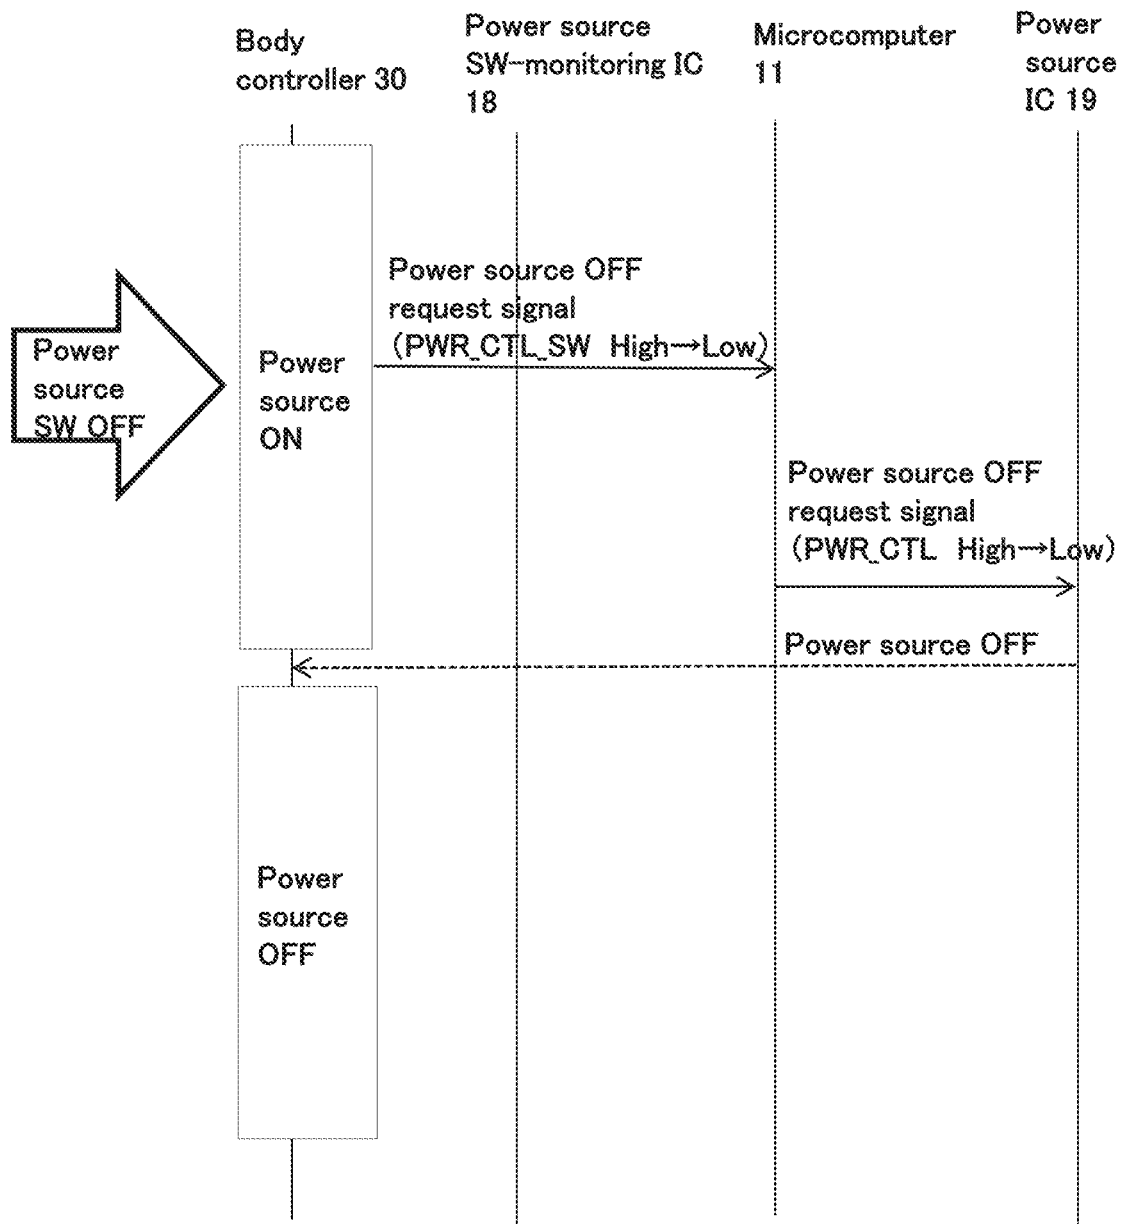 Body
controller 30
Power source
SW-monitoring IC
18
Microcomputer
11
Power
source
IC 19
Power source OFF
request signal
(PWR_CTL_SW High→Low)
Power
source
SW OFF
Power
source
ON
Power source OFF
request signal
(PWR_CTL High→Low)
Power source OFF
Power
source
OFF